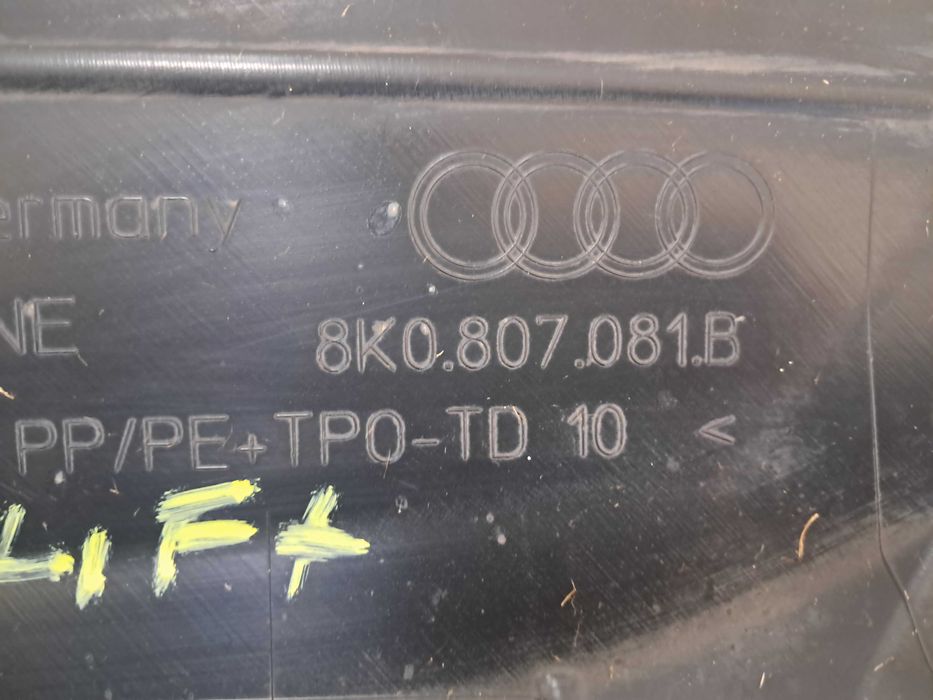 ermany
NE
8K0.807.081.B
PP/PE+TPO-TD 10 <
LIFt